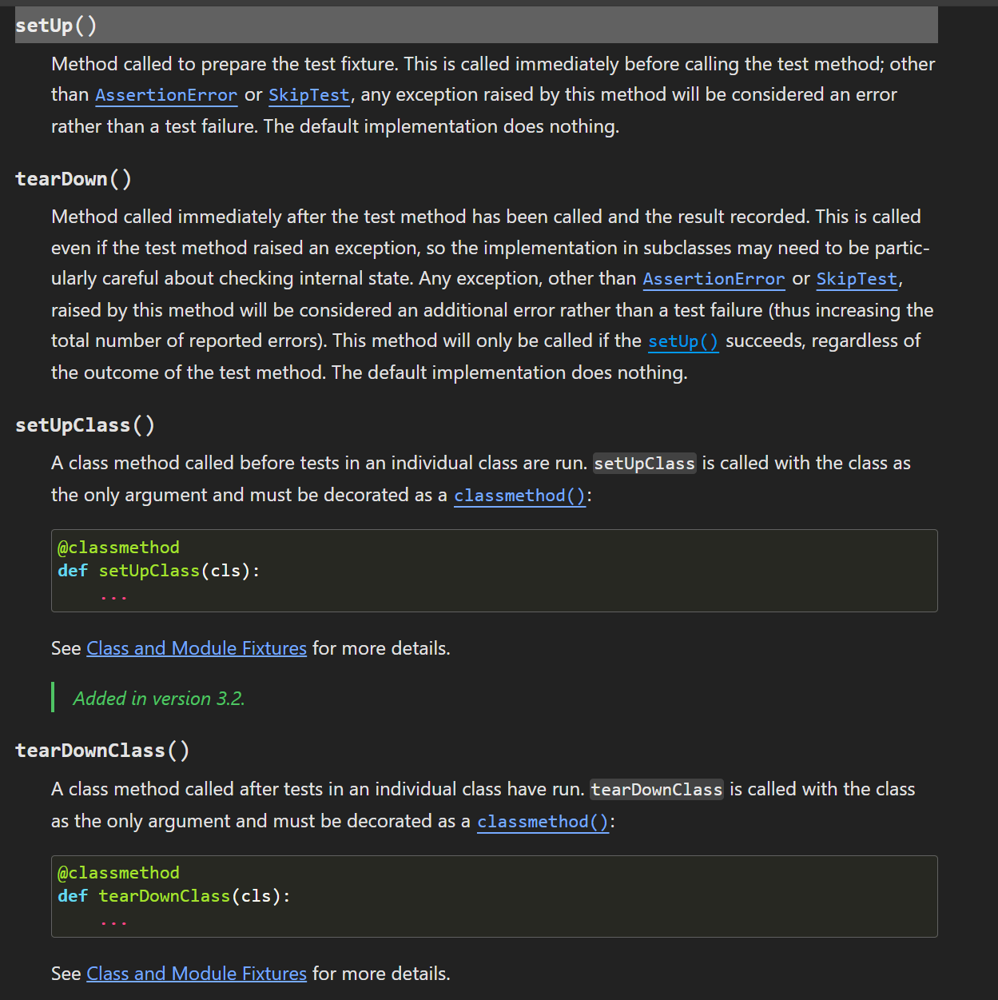 setUp()
Method called to prepare the test fixture. This is called immediately before calling the test method; other
than AssertionError or SkipTest, any exception raised by this method will be considered an error
rather than a test failure. The default implementation does nothing.
tearDown()
Method called immediately after the test method has been called and the result recorded. This is called
even if the test method raised an exception, so the implementation in subclasses may need to be partic-
ularly careful about checking internal state. Any exception, other than AssertionError or SkipTest,
raised by this method will be considered an additional error rather than a test failure (thus increasing the
total number of reported errors). This method will only be called if the setUp() succeeds, regardless of
the outcome of the test method. The default implementation does nothing.
setUpClass()
A class method called before tests in an individual class are run. setUpClass is called with the class as
the only argument and must be decorated as a classmethod():
@classmethod
def setUpClass(cls):
    ...
See Class and Module Fixtures for more details.
Added in version 3.2.
tearDownClass()
A class method called after tests in an individual class have run. tearDownClass is called with the class
as the only argument and must be decorated as a classmethod():
@classmethod
def tearDownClass(cls):
    ...
See Class and Module Fixtures for more details.